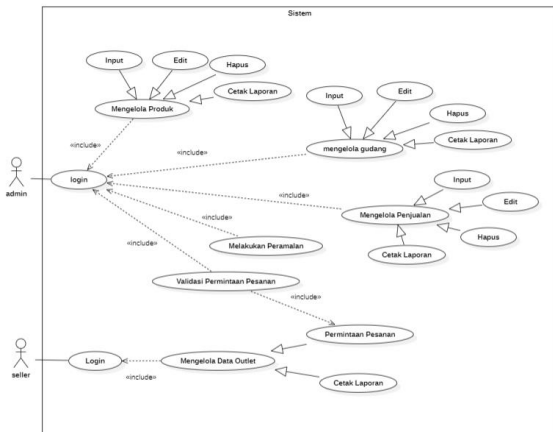 Sistem
Input
Edit
Hapus
Cetak Laporan
Mengelola Produk
Input
Edit
Hapus
Cetak Laporan
mengelola gudang
«include»
«include»
admin
login
«include»
Input
Edit
Mengelola Penjualan
Hapus
Cetak Laporan
«include»
Melakukan Peramalan
«include»
Validasi Permintaan Pesanan
«include»
Permintaan Pesanan
seller
Login
«include»
Mengelola Data Outlet
Cetak Laporan